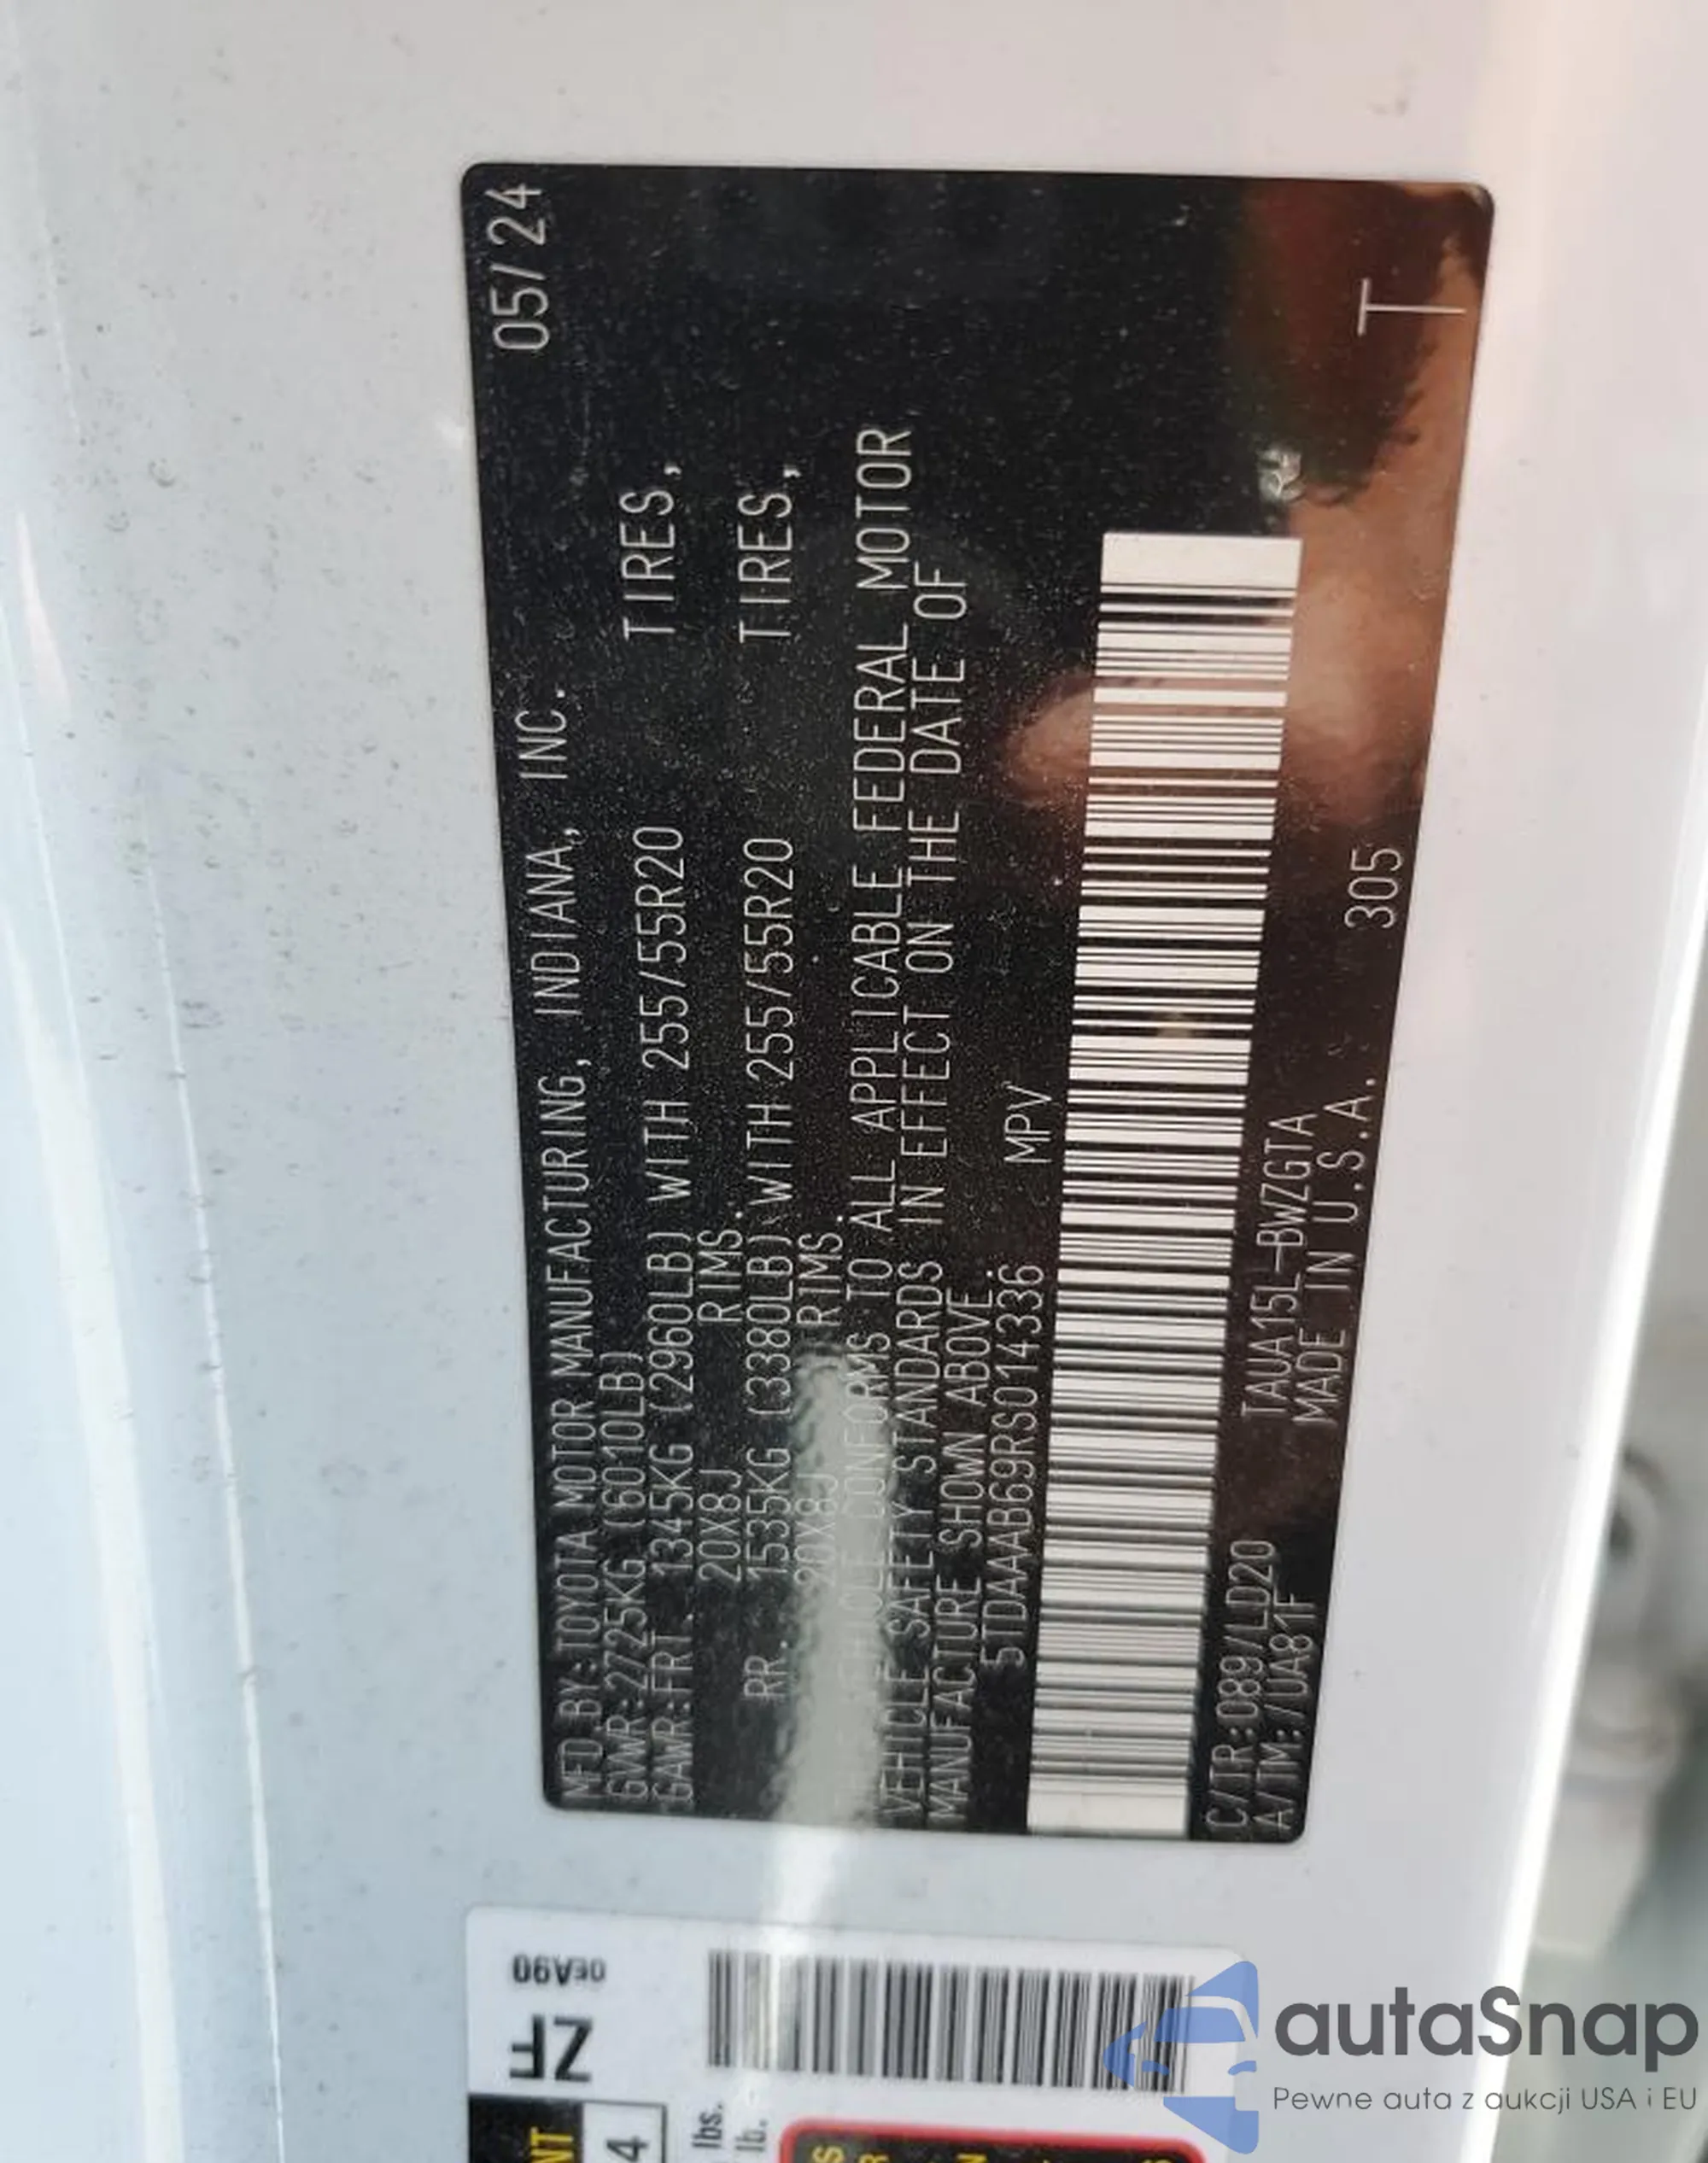 MFD.BY:TOYOTA MOTOR MANUFACTURING, INDIANA, INC. 05/24
GVWR:2725KG (6010LB)
GAWR:FRT. 1345KG (2960LB) WITH 255/55R20 TIRES,
20X8J RIMS.
RR. 1535KG (3380LB) WITH 255/55R20 TIRES,
20X8J RIMS.
VEHICLE CONFORMS TO ALL APPLICABLE FEDERAL MOTOR
VEHICLE SAFETY STANDARDS IN EFFECT ON THE DATE OF
MANUFACTURE SHOWN ABOVE.
5TDAAAB69RS014336 MPV
C/TR:089/LD20 TAUA15L-BWZGTA
A/TM:/UA81F MADE IN U.S.A. 305 T
ZF 0EA90
NT
4
lbs.
lb.
autaSnap
Pewne auta z aukcji USA i EU